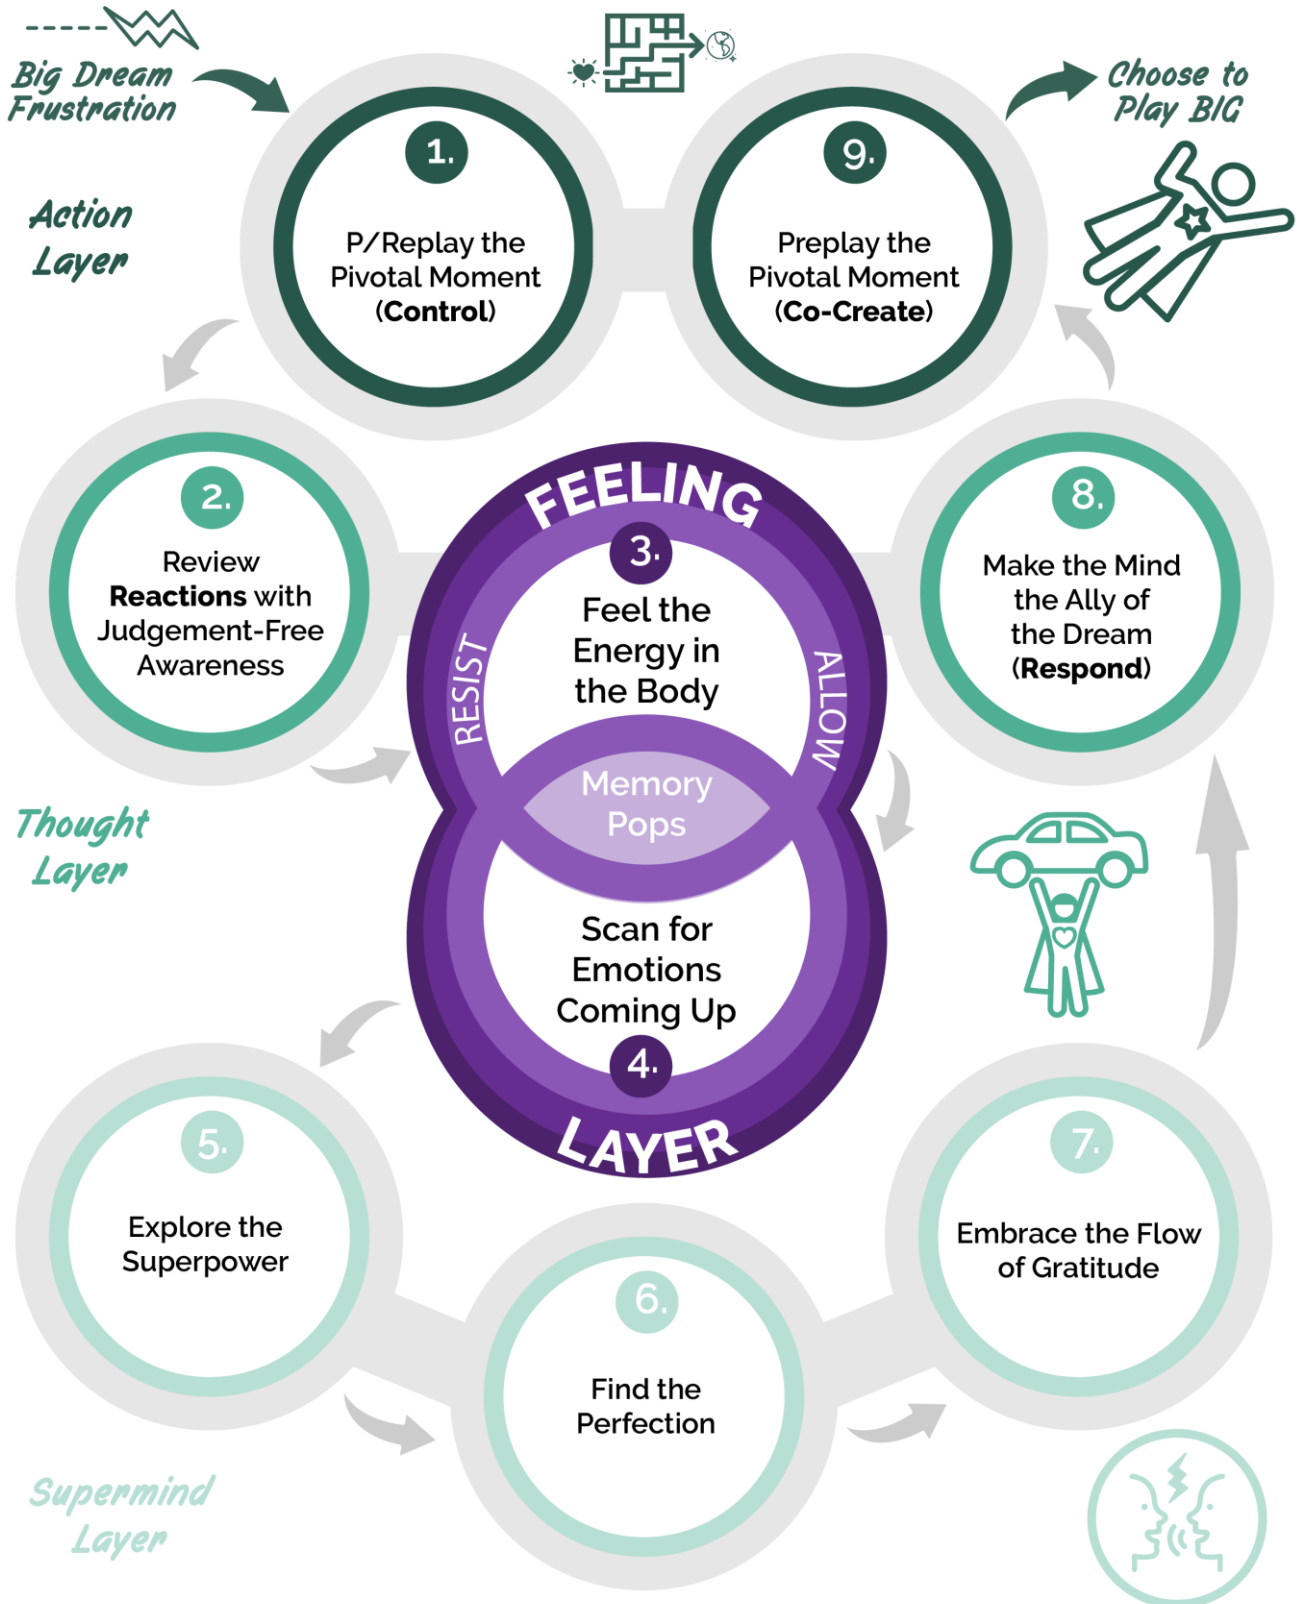 Big Dream
Frustration
Choose to
Play BIG
Action
Layer
1.
P/Replay the
Pivotal Moment
(Control)
9.
Preplay the
Pivotal Moment
(Co-Create)
2.
Review
Reactions with
Judgement-Free
Awareness
FEELING
3.
Feel the
Energy in
the Body
RESIST
ALLOW
Memory
Pops
Scan for
Emotions
Coming Up
4.
LAYER
8.
Make the Mind
the Ally of
the Dream
(Respond)
Thought
Layer
5.
Explore the
Superpower
6.
Find the
Perfection
7.
Embrace the Flow
of Gratitude
Supermind
Layer